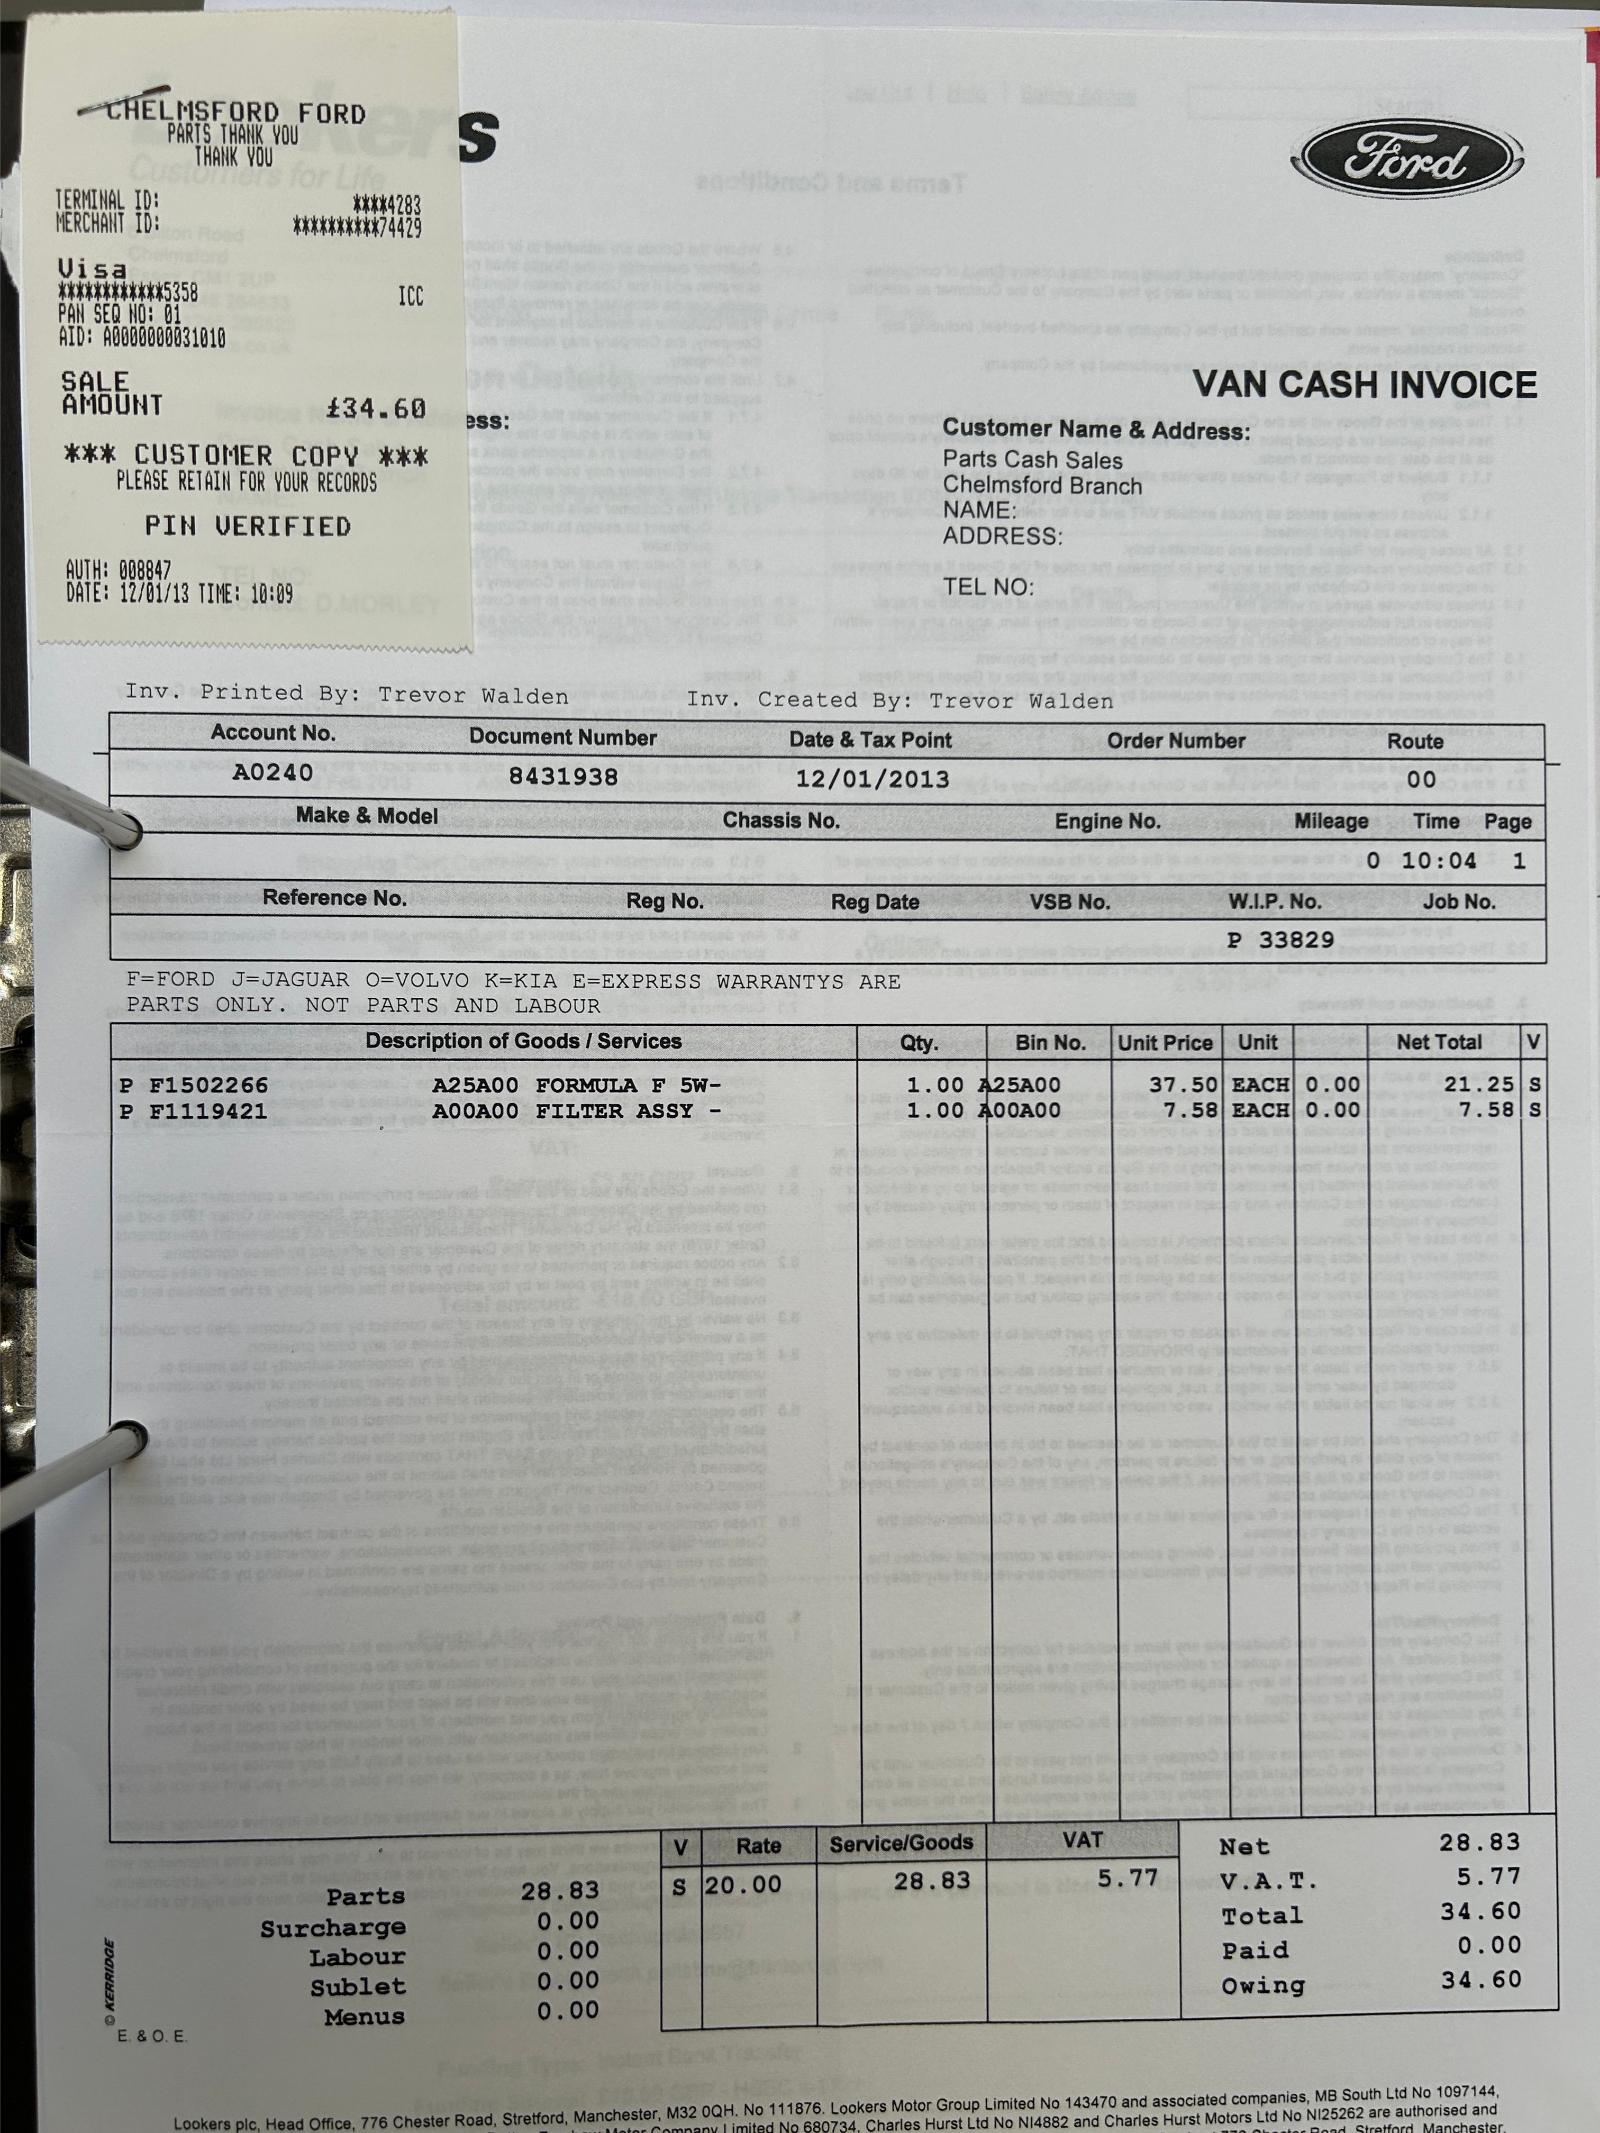 CHELMSFORD FORD
PARTS THANK YOU
THANK YOU
TERMINAL ID: ****4283
MERCHANT ID: **********74429
Visa
************5358 ICC
PAN SEQ NO: 01
AID: A0000000031010
SALE
AMOUNT £34.60
*** CUSTOMER COPY ***
PLEASE RETAIN FOR YOUR RECORDS
PIN VERIFIED
AUTH: 008847
DATE: 12/01/13 TIME: 10:09
Customers for Life
Ford
VAN CASH INVOICE
ess:
Customer Name & Address:
Parts Cash Sales
Chelmsford Branch
NAME:
ADDRESS:
TEL NO:
Inv. Printed By: Trevor Walden Inv. Created By: Trevor Walden
Account No. Document Number Date & Tax Point Order Number Route
A0240 8431938 12/01/2013 00
Make & Model Chassis No. Engine No. Mileage Time Page
0 10:04 1
Reference No. Reg No. Reg Date VSB No. W.I.P. No. Job No.
P 33829
F=FORD J=JAGUAR O=VOLVO K=KIA E=EXPRESS WARRANTYS ARE
PARTS ONLY. NOT PARTS AND LABOUR
Description of Goods / Services Qty. Bin No. Unit Price Unit Net Total V
P F1502266 A25A00 FORMULA F 5W- 1.00 A25A00 37.50 EACH 0.00 21.25 S
P F1119421 A00A00 FILTER ASSY - 1.00 A00A00 7.58 EACH 0.00 7.58 S
V Rate Service/Goods VAT
S 20.00 28.83 5.77
Parts 28.83
Surcharge 0.00
Labour 0.00
Sublet 0.00
Menus 0.00
Net 28.83
V.A.T. 5.77
Total 34.60
Paid 0.00
Owing 34.60
© KERRIDGE
E. & O. E.
Lookers plc, Head Office, 776 Chester Road, Stretford, Manchester, M32 0QH. No 111876. Lookers Motor Group Limited No 143470 and associated companies, MB South Ltd No 1097144,
Company Limited No 680734, Charles Hurst Ltd No NI4882 and Charles Hurst Motors Ltd No NI25262 are authorised and
Chester Road, Stretford, Manchester,